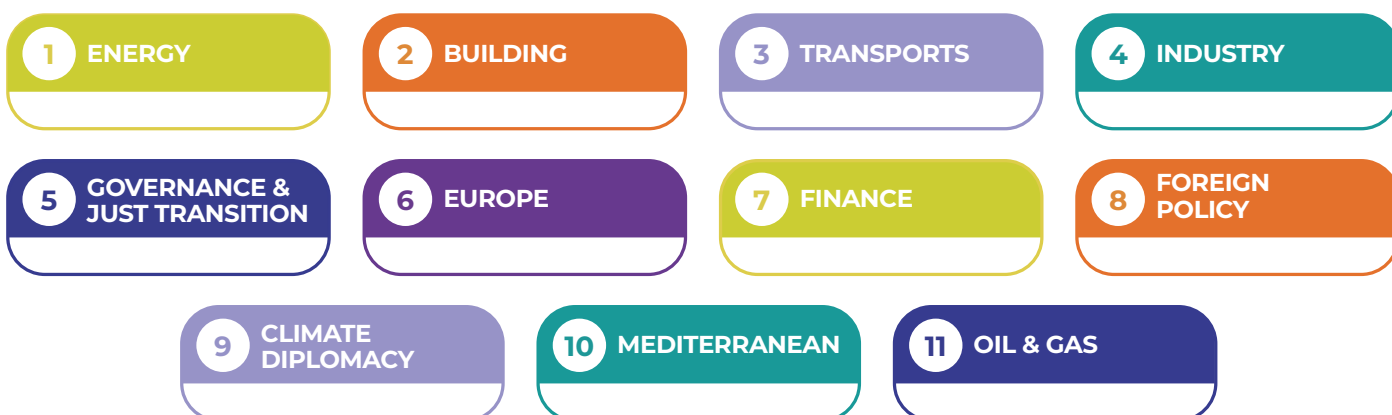 1 ENERGY
2 BUILDING
3 TRANSPORTS
4 INDUSTRY
5 GOVERNANCE &
JUST TRANSITION
6 EUROPE
7 FINANCE
8 FOREIGN
POLICY
9 CLIMATE
DIPLOMACY
10 MEDITERRANEAN
11 OIL & GAS